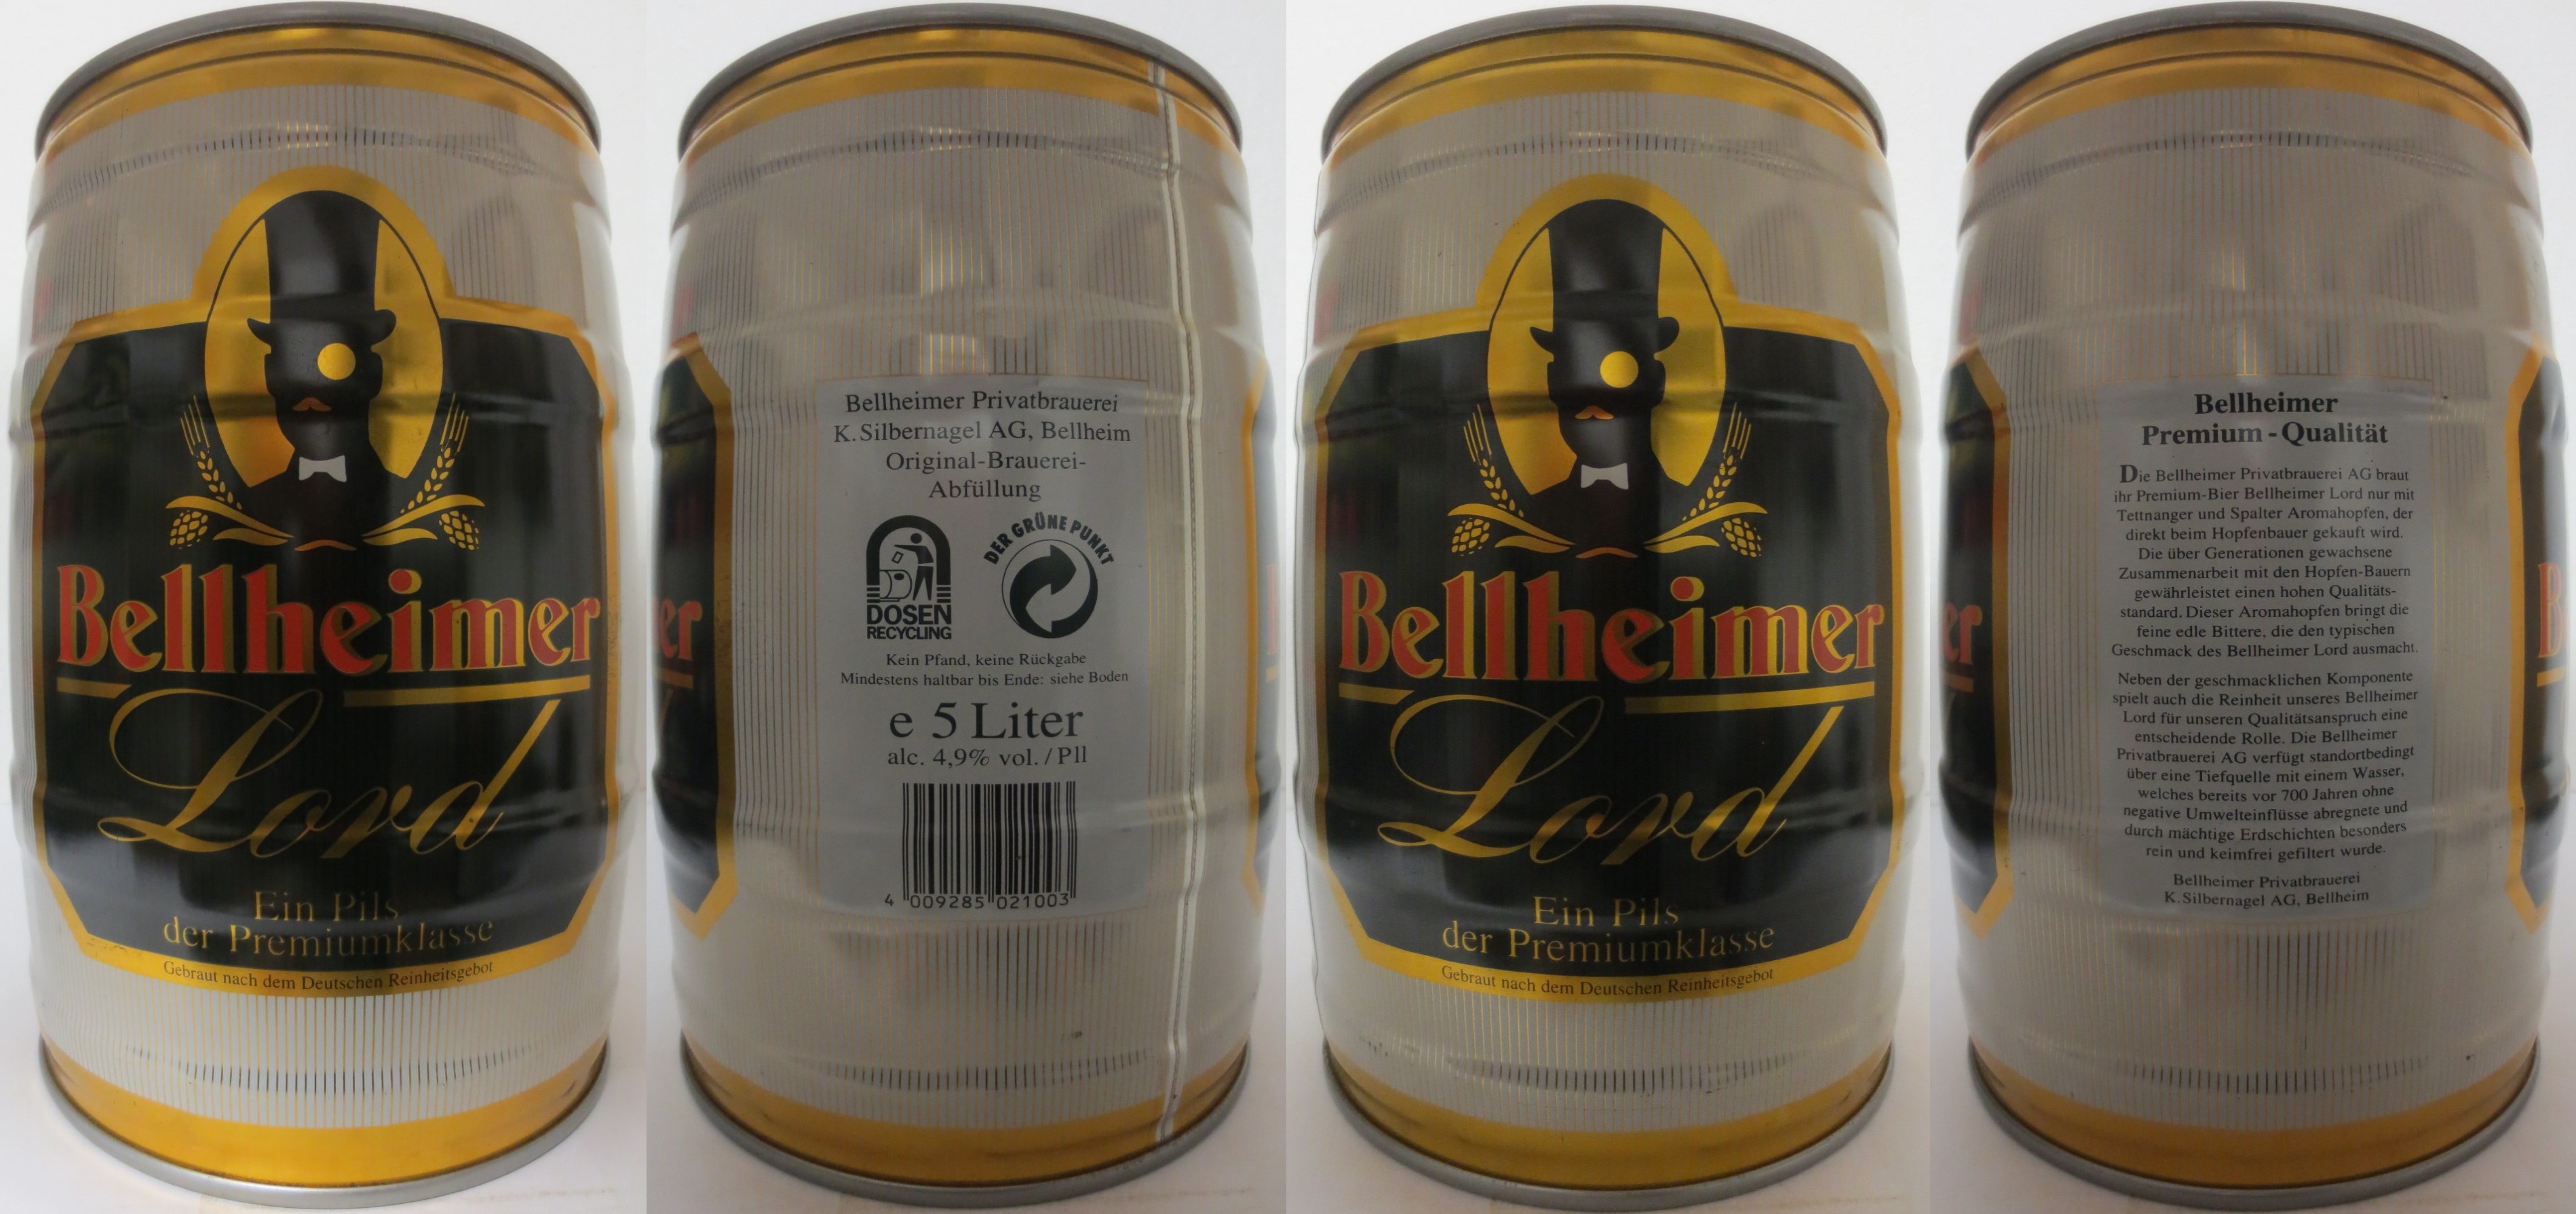 Bellheimer
Lord
Ein Pils
der Premiumklasse
Gebraut nach dem Deutschen Reinheitsgebot
er
Bellheimer Privatbrauerei
K. Silbernagel AG, Bellheim
Original-Brauerei-
Abfüllung
DOSEN
RECYCLING
DER GRÜNE PUNKT
Kein Pfand, keine Rückgabe
Mindestens haltbar bis Ende: siehe Boden
e 5 Liter
alc. 4,9% vol. / Pll
4 009285 021003
Bellheimer
Lord
Ein Pils
der Premiumklasse
Gebraut nach dem Deutschen Reinheitsgebot
er
Bellheimer
Premium-Qualität
Die Bellheimer Privatbrauerei AG braut
ihr Premium-Bier Bellheimer Lord nur mit
Tettnanger und Spalter Aromahopfen, der
direkt beim Hopfenbauer gekauft wird.
Die über Generationen gewachsene
Zusammenarbeit mit den Hopfen-Bauern
gewährleistet einen hohen Qualitäts-
standard. Dieser Aromahopfen bringt die
feine edle Bittere, die den typischen
Geschmack des Bellheimer Lord ausmacht.
Neben der geschmacklichen Komponente
spielt auch die Reinheit unseres Bellheimer
Lord für unseren Qualitätsanspruch eine
entscheidende Rolle. Die Bellheimer
Privatbrauerei AG verfügt standortbedingt
über eine Tiefquelle mit einem Wasser,
welches bereits vor 700 Jahren ohne
negative Umwelteinflüsse abregnete und
durch mächtige Erdschichten besonders
rein und keimfrei gefiltert wurde.
Bellheimer Privatbrauerei
K. Silbernagel AG, Bellheim
B